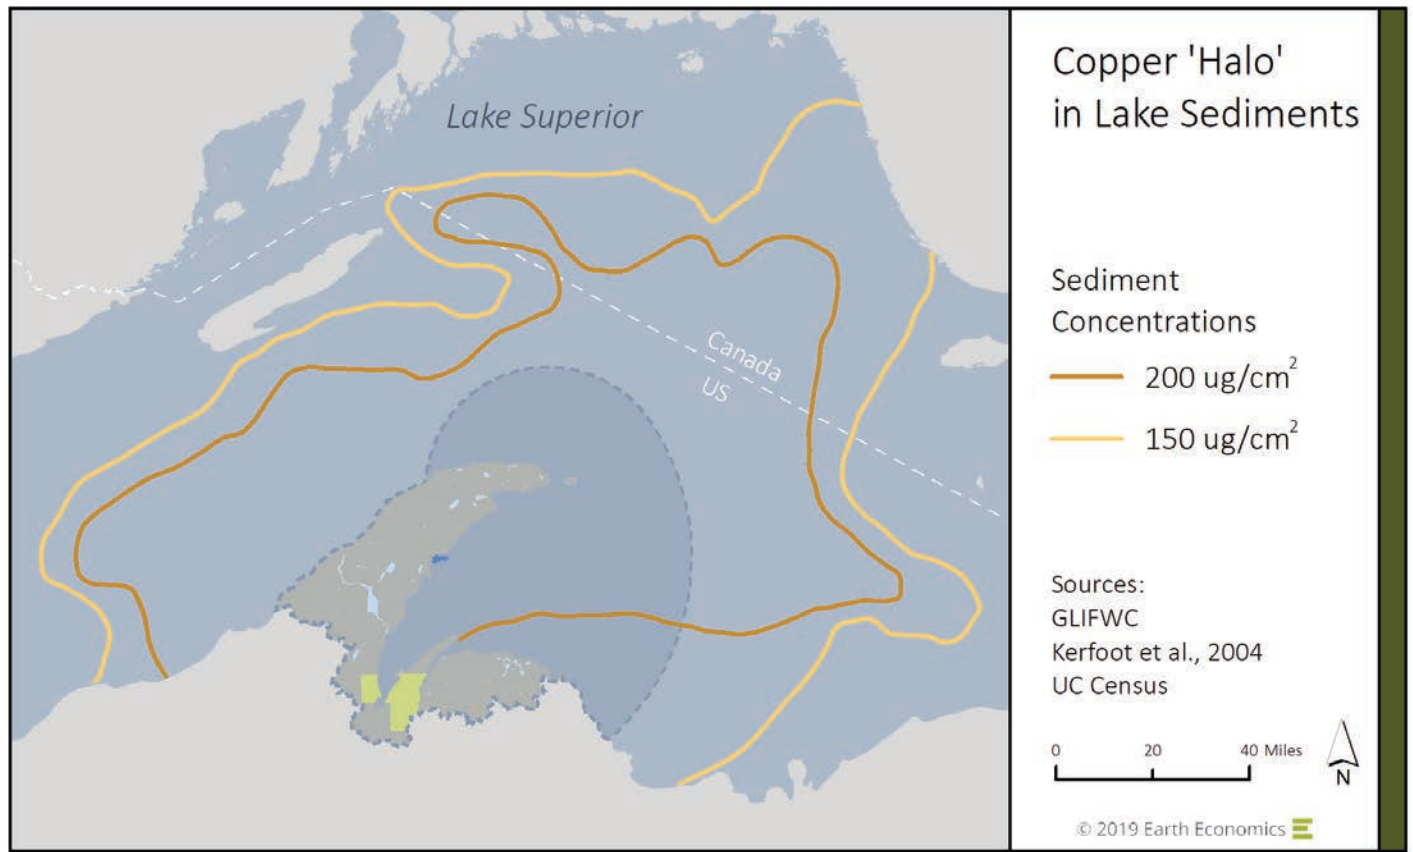 Lake Superior
Canada
US
Copper 'Halo'
in Lake Sediments
Sediment
Concentrations
200 ug/cm²
150 ug/cm²
Sources:
GLIFWC
Kerfoot et al., 2004
UC Census
0 20 40 Miles
N
© 2019 Earth Economics